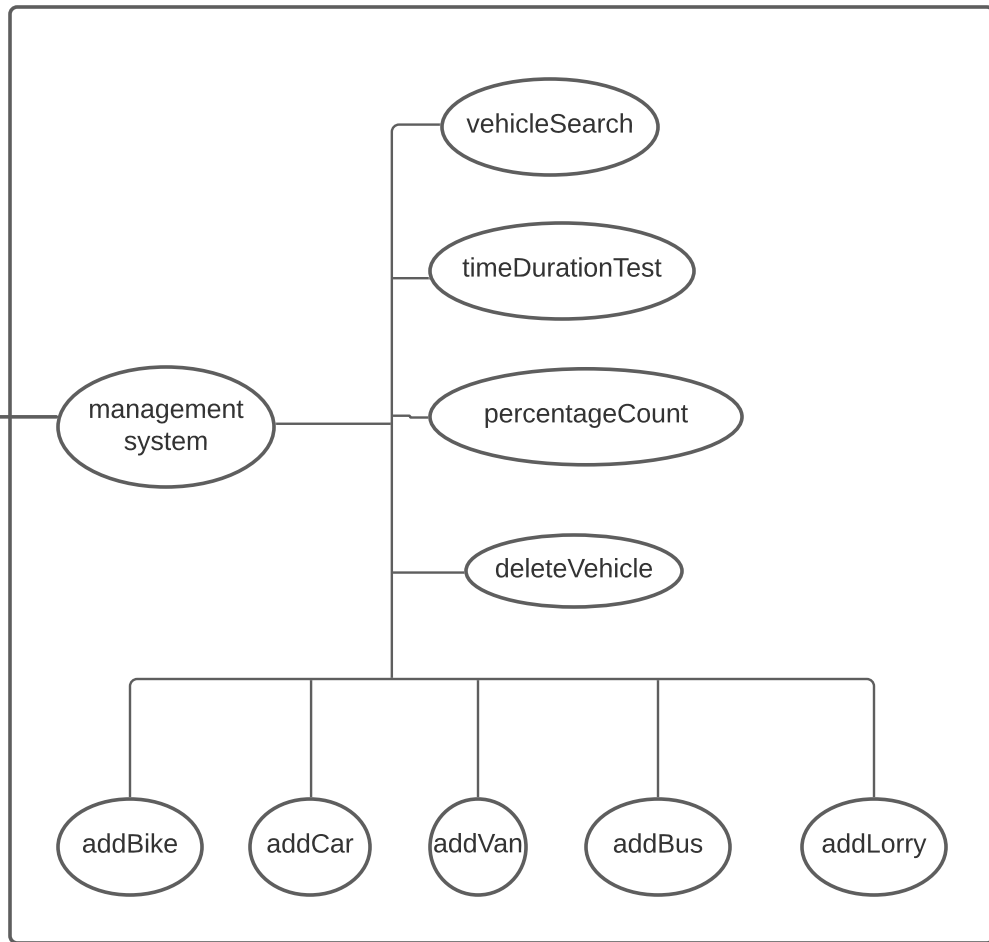 vehicleSearch
timeDurationTest
management
system
percentageCount
deleteVehicle
addBike
addCar
addVan
addBus
addLorry